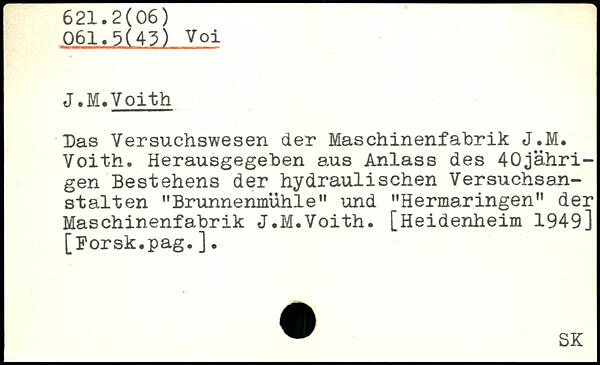 621.2(06)
061.5(43) Voi
J.M.Voith
Das Versuchswesen der Maschinenfabrik J.M.
Voith. Herausgegeben aus Anlass des 40jähri-
gen Bestehens der hydraulischen Versuchsan-
stalten "Brunnenmühle" und "Hermaringen" der
Maschinenfabrik J.M.Voith. [Heidenheim 1949]
[Forsk.pag.].
SK